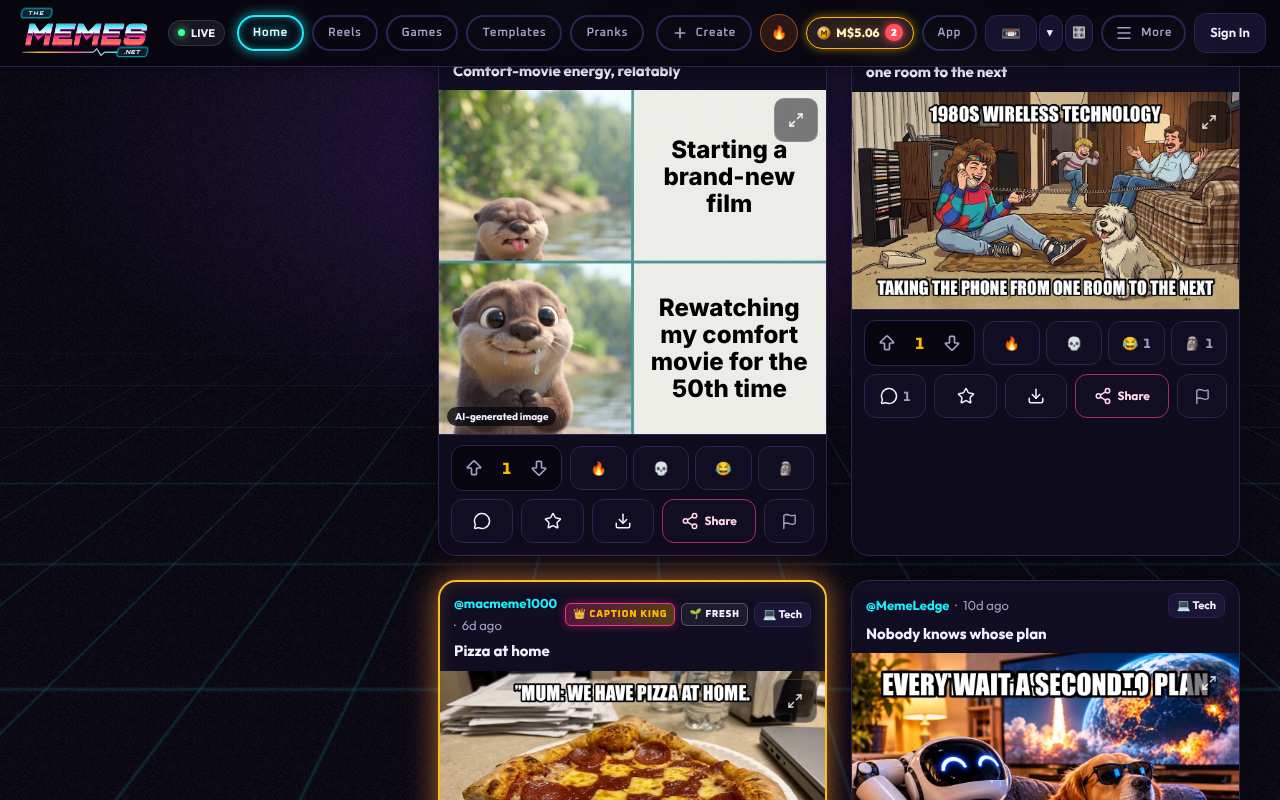 THE
MEMES
.NET
LIVE
Home
Reels
Games
Templates
Pranks
Create
M M$5.06 2
App
More
Sign In
Comfort-movie energy, relatably
Starting a
brand-new
film
Rewatching
my comfort
movie for the
50th time
AI-generated image
1
Share
one room to the next
1980S WIRELESS TECHNOLOGY
TAKING THE PHONE FROM ONE ROOM TO THE NEXT
1
1
1
1
Share
@macmeme1000
· 6d ago
CAPTION KING
FRESH
Tech
Pizza at home
"MUM: WE HAVE PIZZA AT HOME.
@MemeLedge · 10d ago
Tech
Nobody knows whose plan
EVERY WAIT A SECOND...O PLAN